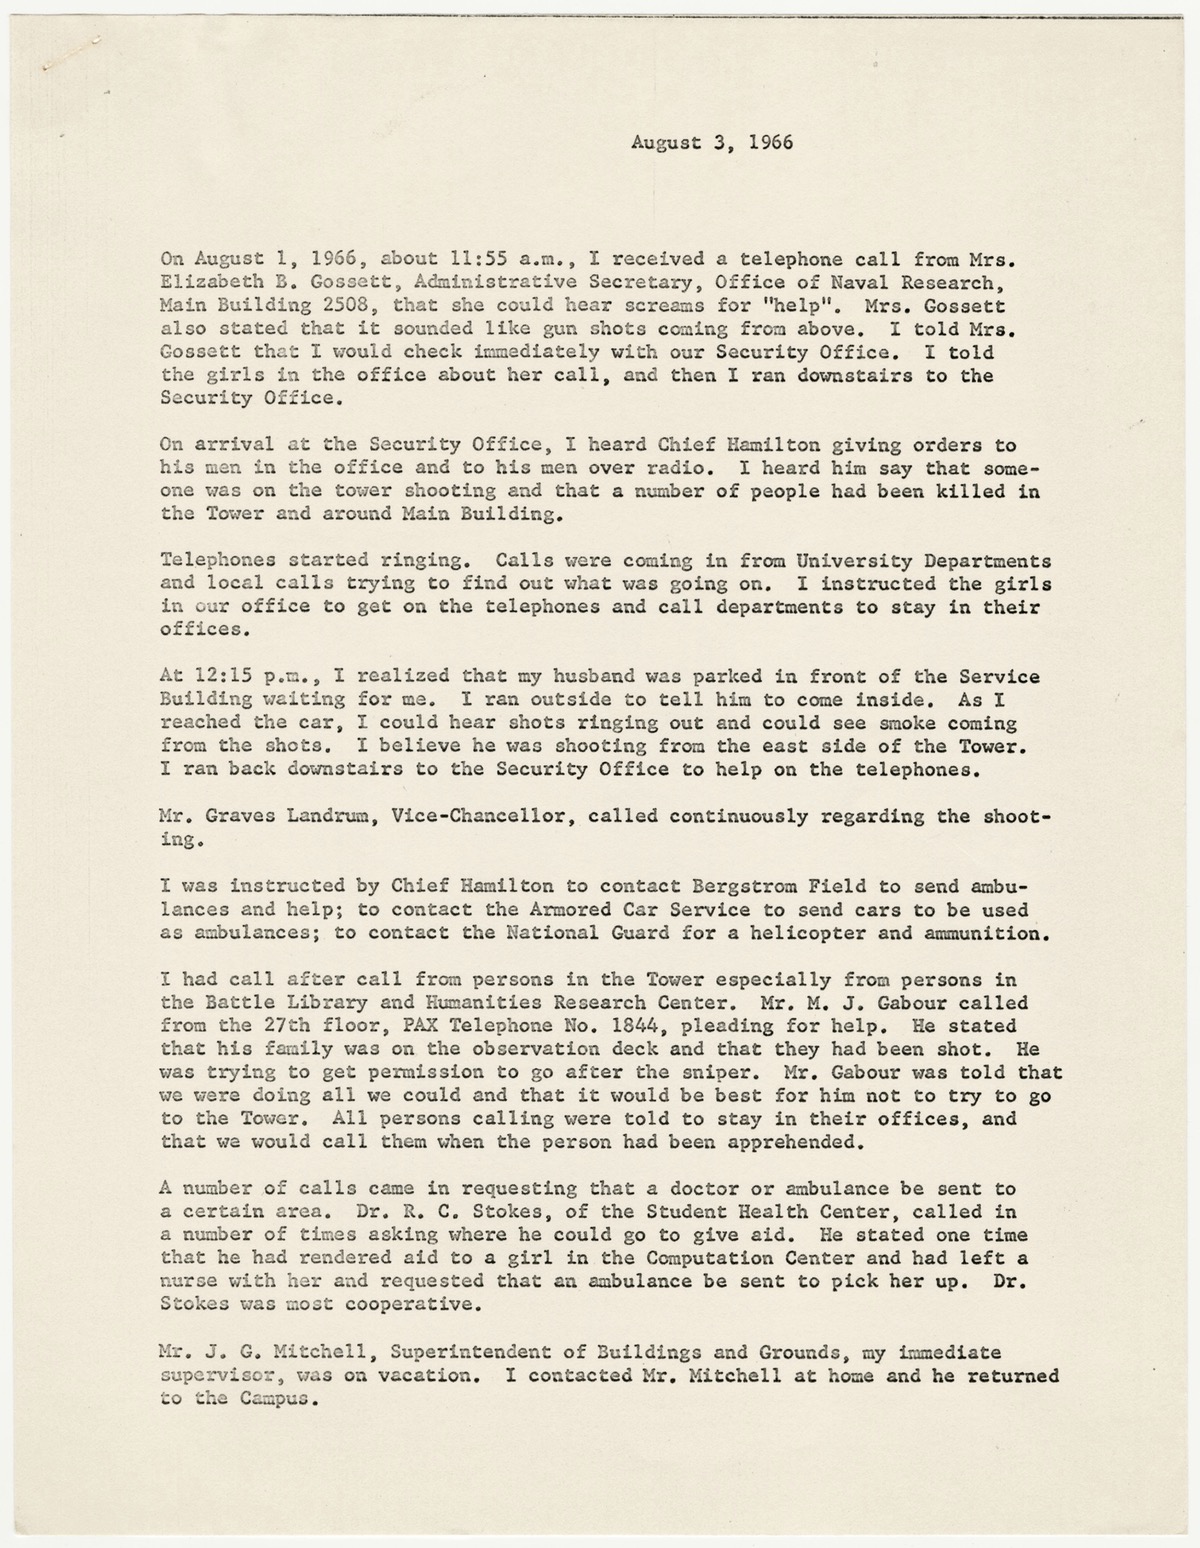 August 3, 1966
On August 1, 1966, about 11:55 a.m., I received a telephone call from Mrs.
Elizabeth B. Gossett, Administrative Secretary, Office of Naval Research,
Main Building 2508, that she could hear screams for "help". Mrs. Gossett
also stated that it sounded like gun shots coming from above. I told Mrs.
Gossett that I would check immediately with our Security Office. I told
the girls in the office about her call, and then I ran downstairs to the
Security Office.
On arrival at the Security Office, I heard Chief Hamilton giving orders to
his men in the office and to his men over radio. I heard him say that some-
one was on the tower shooting and that a number of people had been killed in
the Tower and around Main Building.
Telephones started ringing. Calls were coming in from University Departments
and local calls trying to find out what was going on. I instructed the girls
in our office to get on the telephones and call departments to stay in their
offices.
At 12:15 p.m., I realized that my husband was parked in front of the Service
Building waiting for me. I ran outside to tell him to come inside. As I
reached the car, I could hear shots ringing out and could see smoke coming
from the shots. I believe he was shooting from the east side of the Tower.
I ran back downstairs to the Security Office to help on the telephones.
Mr. Graves Landrum, Vice-Chancellor, called continuously regarding the shoot-
ing.
I was instructed by Chief Hamilton to contact Bergstrom Field to send ambu-
lances and help; to contact the Armored Car Service to send cars to be used
as ambulances; to contact the National Guard for a helicopter and ammunition.
I had call after call from persons in the Tower especially from persons in
the Battle Library and Humanities Research Center. Mr. M. J. Gabour called
from the 27th floor, PAX Telephone No. 1844, pleading for help. He stated
that his family was on the observation deck and that they had been shot. He
was trying to get permission to go after the sniper. Mr. Gabour was told that
we were doing all we could and that it would be best for him not to try to go
to the Tower. All persons calling were told to stay in their offices, and
that we would call them when the person had been apprehended.
A number of calls came in requesting that a doctor or ambulance be sent to
a certain area. Dr. R. C. Stokes, of the Student Health Center, called in
a number of times asking where he could go to give aid. He stated one time
that he had rendered aid to a girl in the Computation Center and had left a
nurse with her and requested that an ambulance be sent to pick her up. Dr.
Stokes was most cooperative.
Mr. J. G. Mitchell, Superintendent of Buildings and Grounds, my immediate
supervisor, was on vacation. I contacted Mr. Mitchell at home and he returned
to the Campus.